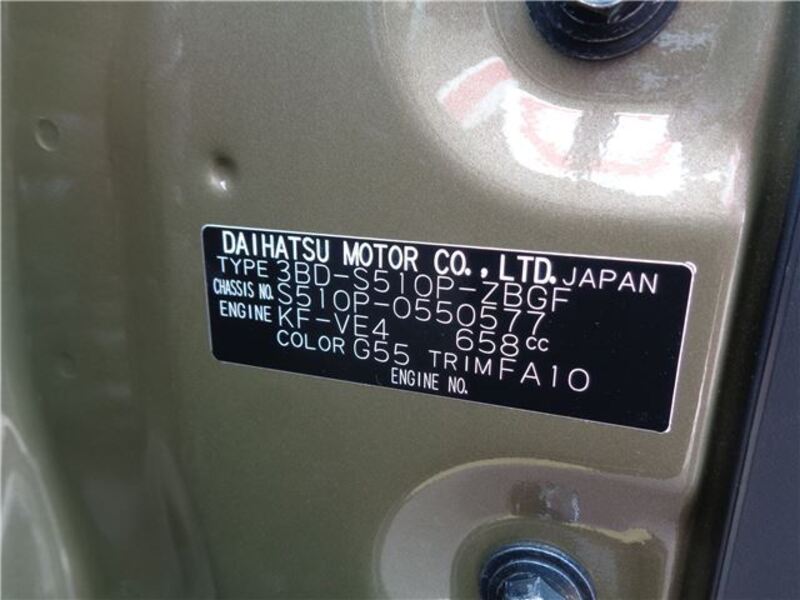 DAIHATSU MOTOR CO., LTD. JAPAN
TYPE 3BD-S510P-ZBGF
CHASSIS NO. S510P-0550577
ENGINE KF-VE4 658cc
COLOR G55 TRIM FA10
ENGINE NO.